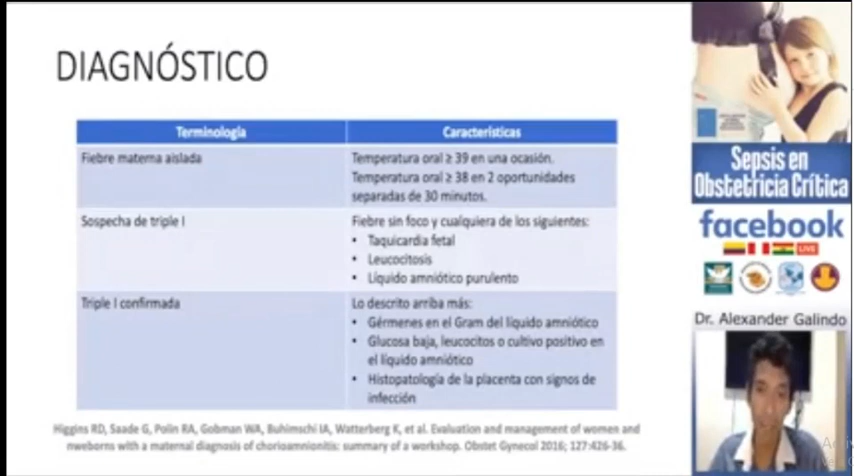 DIAGNÓSTICO
Terminología
Características
Fiebre materna aislada
Temperatura oral ≥ 39 en una ocasión.
Temperatura oral ≥ 38 en 2 oportunidades
separadas de 30 minutos.
Sospecha de triple I
Fiebre sin foco y cualquiera de los siguientes:
• Taquicardia fetal
• Leucocitosis
• Líquido amniótico purulento
Triple I confirmada
Lo descrito arriba más:
• Gérmenes en el Gram del líquido amniótico
• Glucosa baja, leucocitos o cultivo positivo en
el líquido amniótico
• Histopatología de la placenta con signos de
infección
Higgins RD, Saade G, Polin RA, Gobman WA, Buhimschi IA, Watterberg K, et al. Evaluation and management of women and
nweborns with a maternal diagnosis of chorioamnionitis: summary of a workshop. Obstet Gynecol 2016; 127:426-36.
Sepsis en
Obstetricia Crítica
facebook
LIVE
Dr. Alexander Galindo